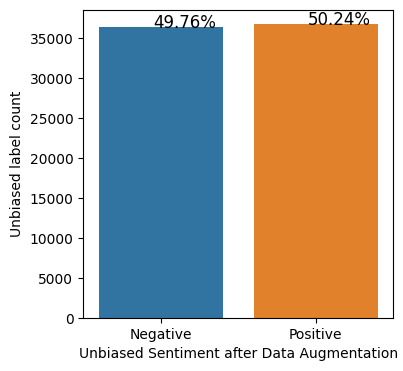 49.76%
50.24%
35000
30000
25000
20000
15000
10000
5000
0
Unbiased label count
Negative
Positive
Unbiased Sentiment after Data Augmentation